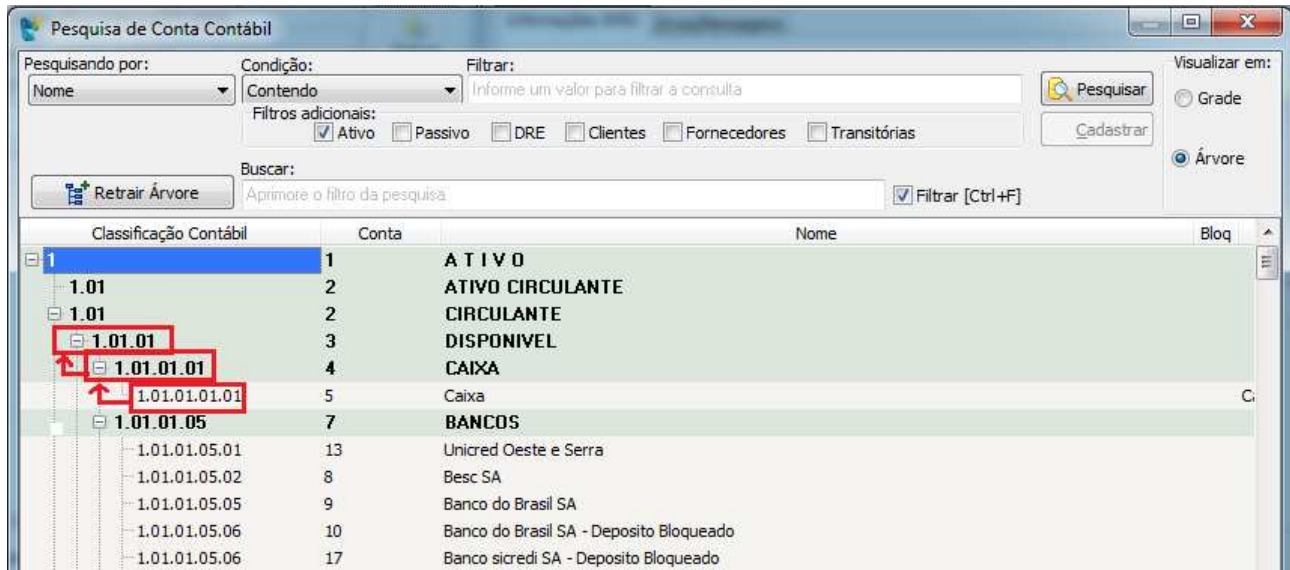 Pesquisa de Conta Contábil
Pesquisando por: Condição: Filtrar: Visualizar em:
Nome Contendo Informe um valor para filtrar a consulta Pesquisar Grade
Filtros adicionais:
Ativo Passivo DRE Clientes Fornecedores Transitórias Cadastrar
Árvore
Buscar:
Retrair Árvore Aprimore o filtro da pesquisa Filtrar [Ctrl+F]
Classificação Contábil Conta Nome Bloq
1 1 A T I V O
1.01 2 ATIVO CIRCULANTE
1.01 2 CIRCULANTE
1.01.01 3 DISPONIVEL
1.01.01.01 4 CAIXA
1.01.01.01.01 5 Caixa
1.01.01.05 7 BANCOS
1.01.01.05.01 13 Unicred Oeste e Serra
1.01.01.05.02 8 Besc SA
1.01.01.05.05 9 Banco do Brasil SA
1.01.01.05.06 10 Banco do Brasil SA - Deposito Bloqueado
1.01.01.05.06 17 Banco sicredi SA - Deposito Bloqueado